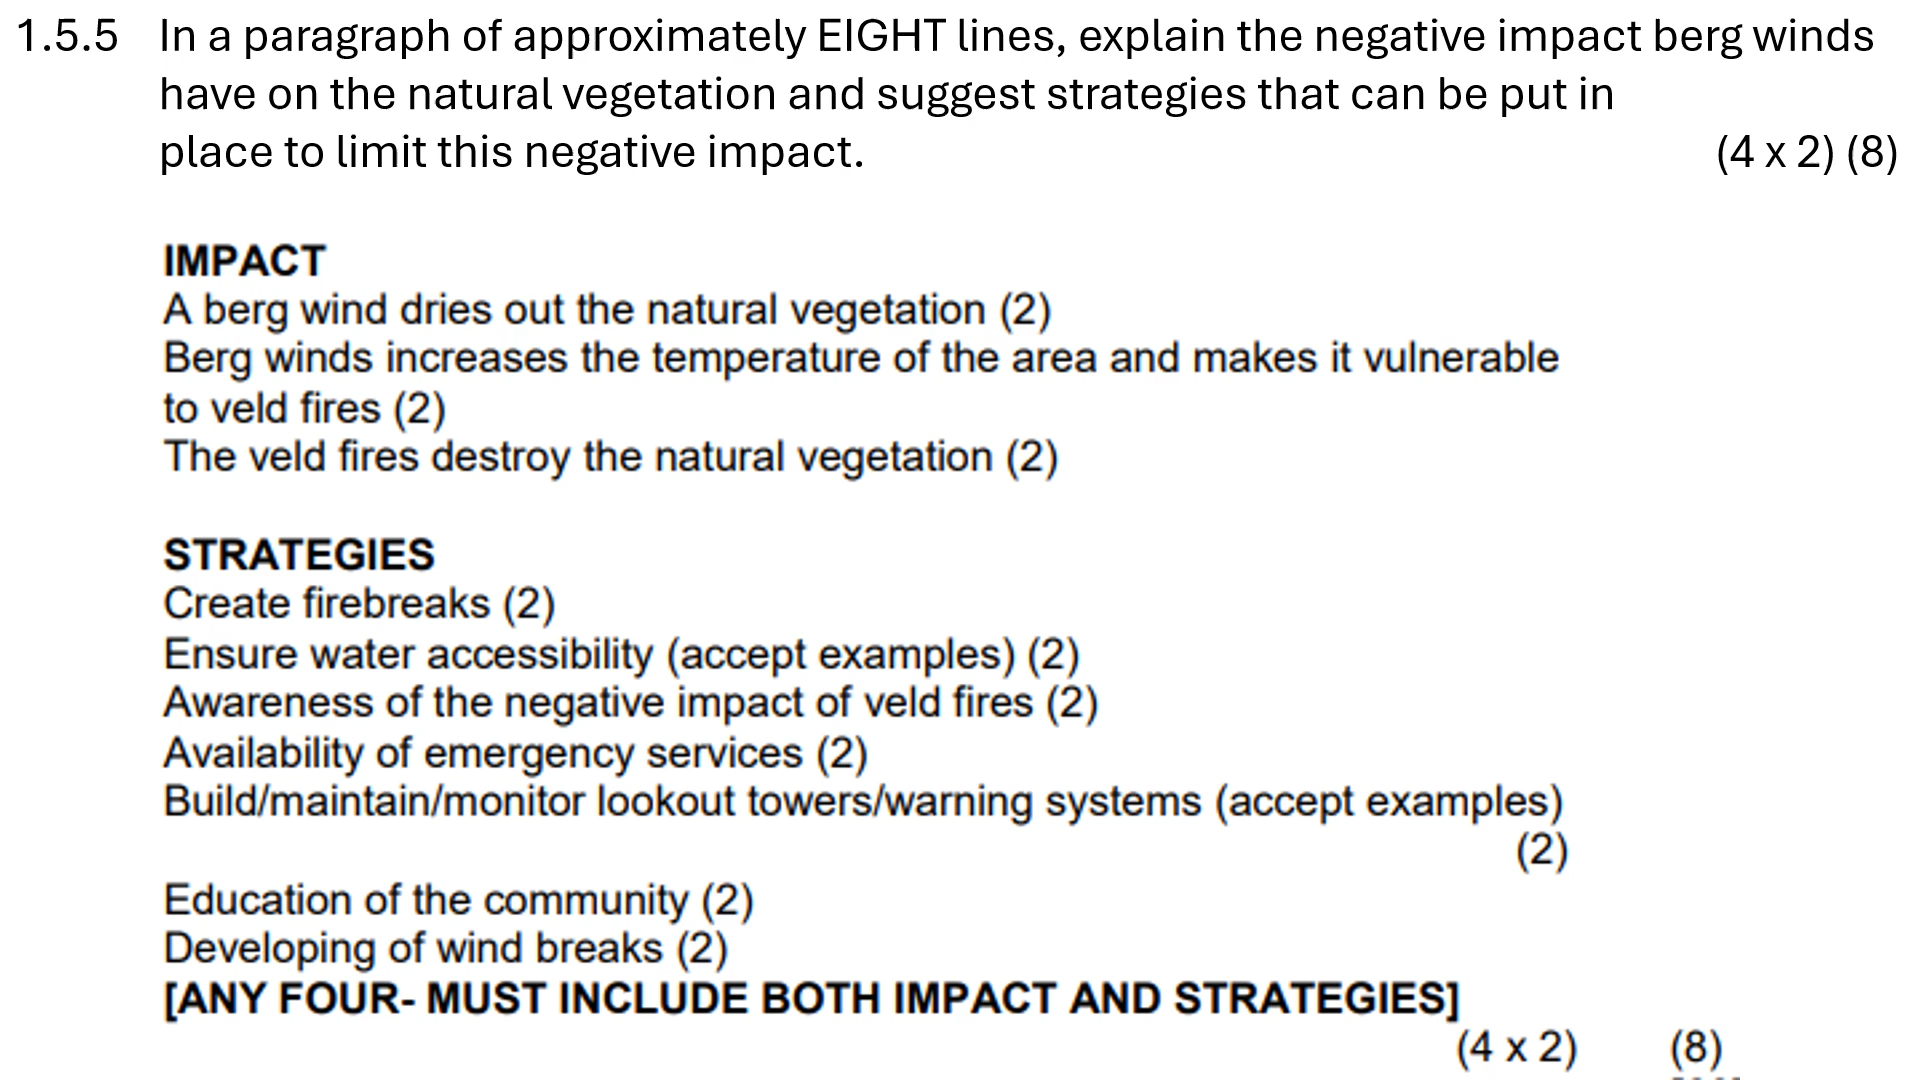 1.5.5 In a paragraph of approximately EIGHT lines, explain the negative impact berg winds
have on the natural vegetation and suggest strategies that can be put in
place to limit this negative impact. (4 x 2) (8)
IMPACT
A berg wind dries out the natural vegetation (2)
Berg winds increases the temperature of the area and makes it vulnerable
to veld fires (2)
The veld fires destroy the natural vegetation (2)
STRATEGIES
Create firebreaks (2)
Ensure water accessibility (accept examples) (2)
Awareness of the negative impact of veld fires (2)
Availability of emergency services (2)
Build/maintain/monitor lookout towers/warning systems (accept examples)
(2)
Education of the community (2)
Developing of wind breaks (2)
[ANY FOUR- MUST INCLUDE BOTH IMPACT AND STRATEGIES]
(4 x 2) (8)